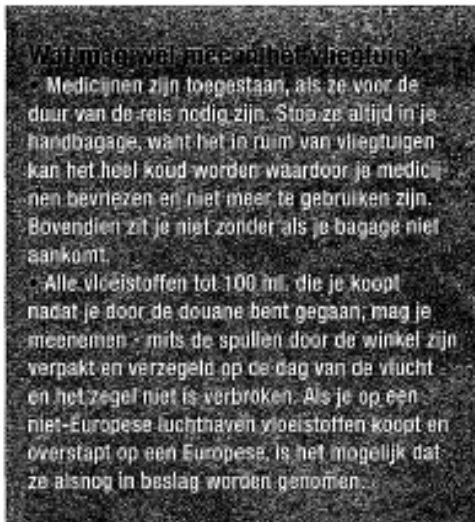 Wat mag wel mee in het vliegtuig?
• Medicijnen zijn toegestaan, als ze voor de
duur van de reis nodig zijn. Stop ze altijd in je
handbagage, want het in ruim van vliegtuigen
kan het heel koud worden waardoor je medicij-
nen bevriezen en niet meer te gebruiken zijn.
Bovendien zit je niet zonder als je bagage niet
aankomt.
• Alle vloeistoffen tot 100 ml. die je koopt
nadat je door de douane bent gegaan, mag je
meenemen - mits de spullen door de winkel zijn
verpakt en verzegeld op de dag van de vlucht
en het zegel niet is verbroken. Als je op een
niet-Europese luchthaven vloeistoffen koopt en
overstapt op een Europese, is het mogelijk dat
ze alsnog in beslag worden genomen.